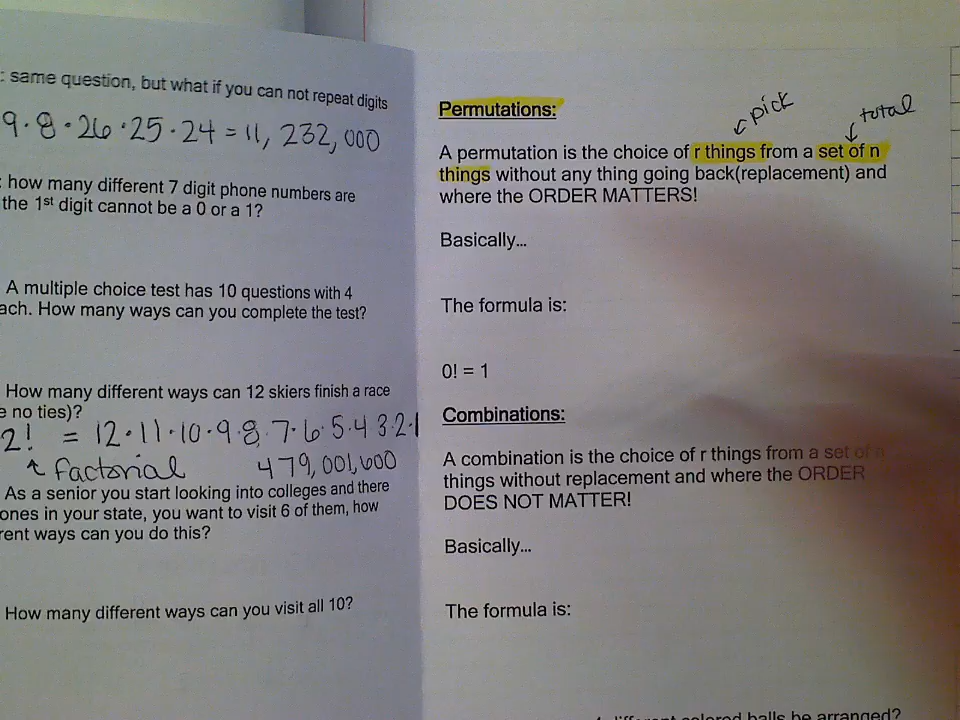 : same question, but what if you can not repeat digits
9 · 8 · 26 · 25 · 24 = 11, 232, 000
: how many different 7 digit phone numbers are
the 1st digit cannot be a 0 or a 1?
A multiple choice test has 10 questions with 4
ach. How many ways can you complete the test?
How many different ways can 12 skiers finish a race
e no ties)?
2! = 12 · 11 · 10 · 9 · 8 · 7 · 6 · 5 · 4 3 · 2 · 1
factorial 479,001,600
As a senior you start looking into colleges and there
ones in your state, you want to visit 6 of them, how
rent ways can you do this?
How many different ways can you visit all 10?
pick
total
Permutations:
A permutation is the choice of r things from a set of n
things without any thing going back(replacement) and
where the ORDER MATTERS!
Basically...
The formula is:
0! = 1
Combinations:
A combination is the choice of r things from a set of n
things without replacement and where the ORDER
DOES NOT MATTER!
Basically...
The formula is:
different colored balls be arranged?